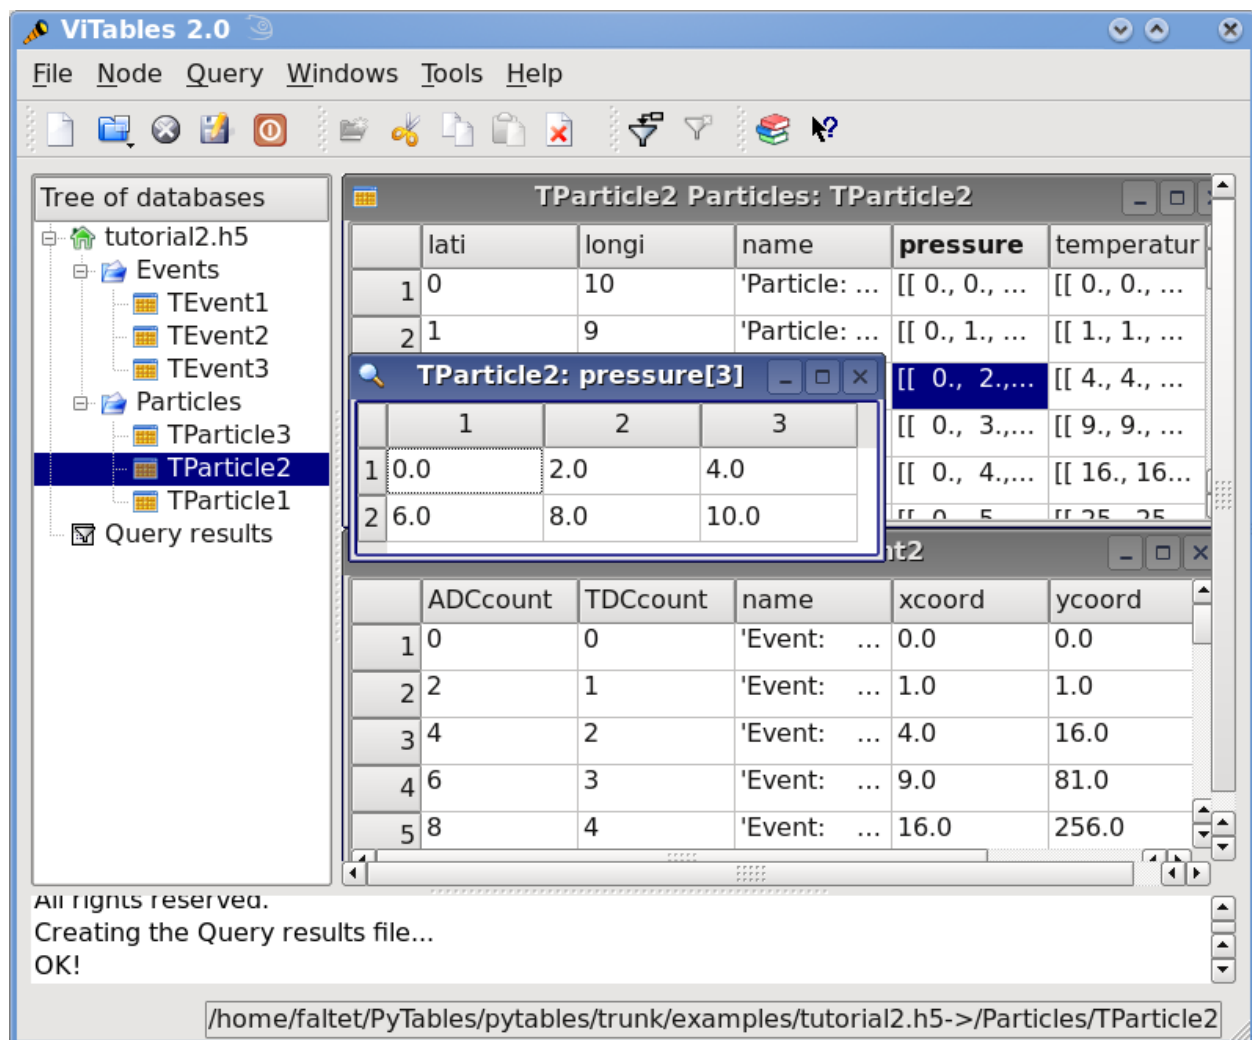 ViTables 2.0
File Node Query Windows Tools Help
Tree of databases
tutorial2.h5
Events
TEvent1
TEvent2
TEvent3
Particles
TParticle3
TParticle2
TParticle1
Query results
TParticle2 Particles: TParticle2
lati longi name pressure temperatur
1 0 10 'Particle: ... [[ 0., 0., ... [[ 0., 0., ...
2 1 9 'Particle: ... [[ 0., 1., ... [[ 1., 1., ...
[[ 0., 2.,... [[ 4., 4., ...
[[ 0., 3.,... [[ 9., 9., ...
[[ 0., 4.,... [[ 16., 16...
TParticle2: pressure[3]
1 2 3
1 0.0 2.0 4.0
2 6.0 8.0 10.0
nt2
ADCcount TDCcount name xcoord ycoord
1 0 0 'Event: ... 0.0 0.0
2 2 1 'Event: ... 1.0 1.0
3 4 2 'Event: ... 4.0 16.0
4 6 3 'Event: ... 9.0 81.0
5 8 4 'Event: ... 16.0 256.0
All rights reserved.
Creating the Query results file...
OK!
/home/faltet/PyTables/pytables/trunk/examples/tutorial2.h5->/Particles/TParticle2